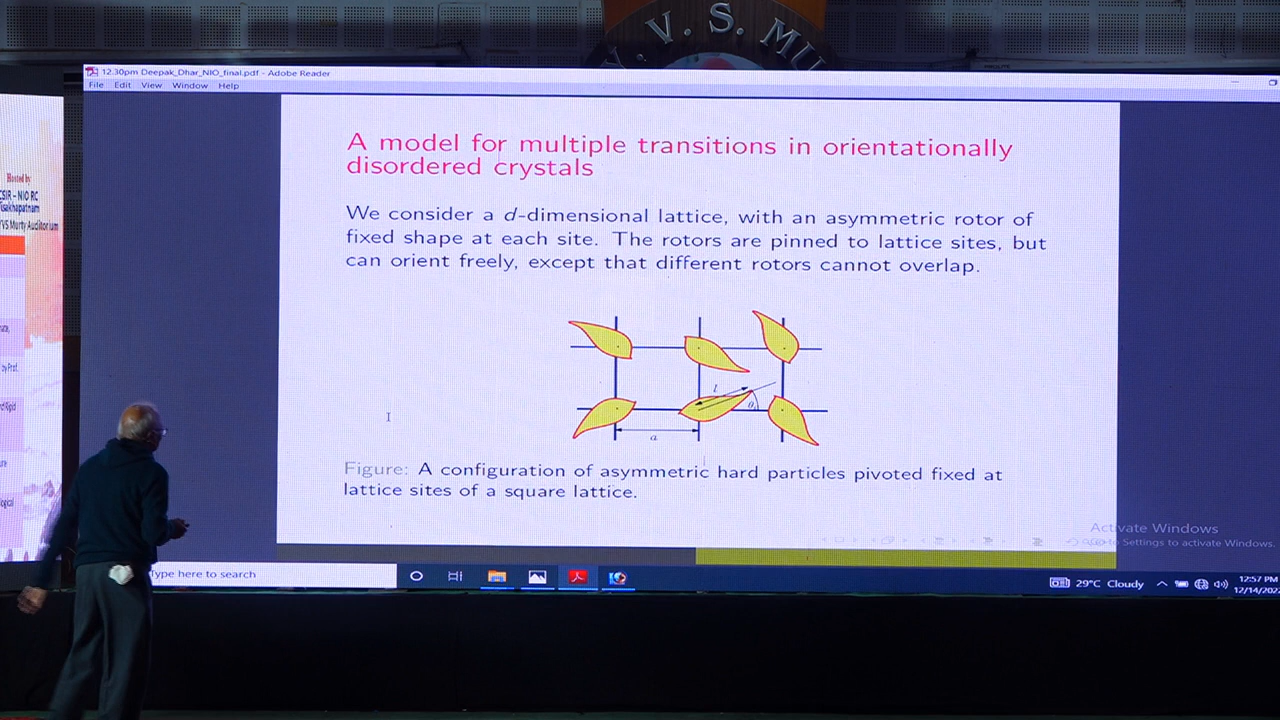 Y. V. S. MU
12.30pm Deepak_Dhar_NIO_final.pdf - Adobe Reader
File Edit View Window Help
Hosted by
CSIR – NIO RC
YVS Murty Auditorium
by Prof.
A model for multiple transitions in orientationally
disordered crystals
We consider a d-dimensional lattice, with an asymmetric rotor of
fixed shape at each site. The rotors are pinned to lattice sites, but
can orient freely, except that different rotors cannot overlap.
l
θ
a
Figure: A configuration of asymmetric hard particles pivoted fixed at
lattice sites of a square lattice.
Activate Windows
Go to Settings to activate Windows.
Type here to search
29°C Cloudy
12:57 PM
12/14/202